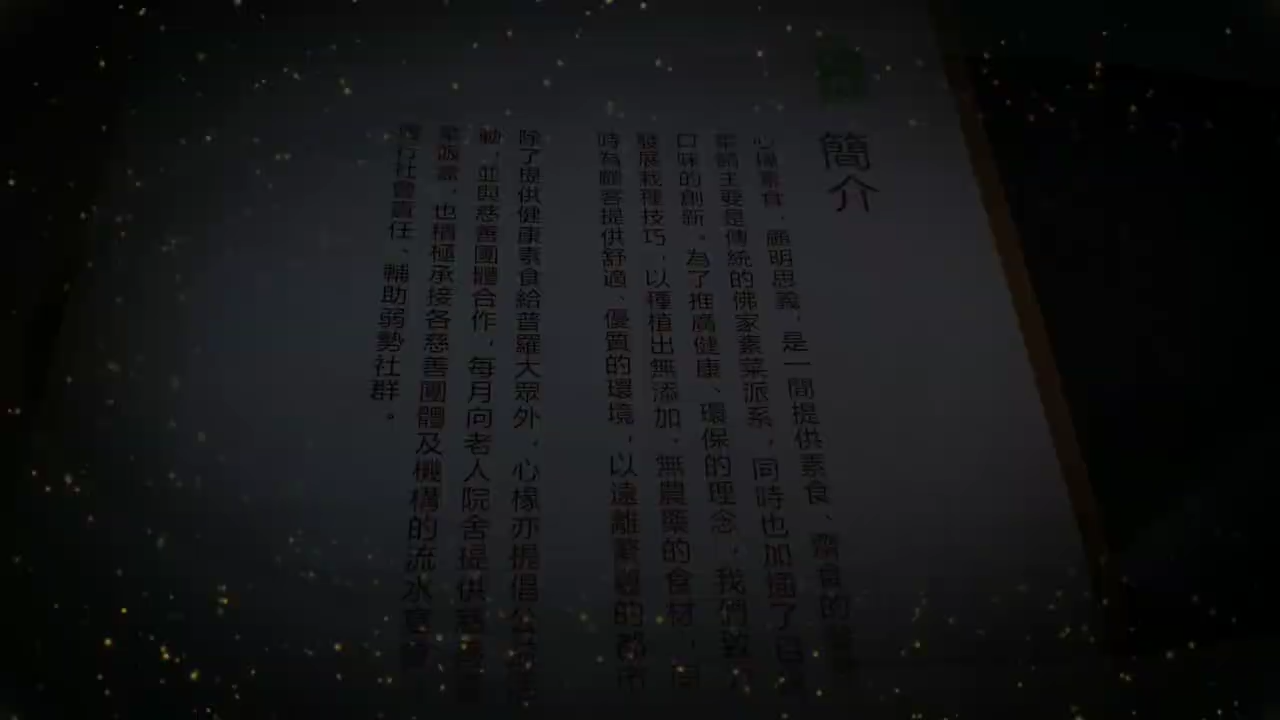 簡介
素食，顧明思義，是一間提供素食、齋食的
主要是傳統的佛家素菜派系，同時也加插了
口味的創新。為了推廣健康、環保的理念，我們致
發展栽種技巧，以種植出無添加、無農藥的食材，同
時為顧客提供舒適、優質的環境，以遠離繁囂的都市
除了提供健康素食給普羅大眾外，心椽亦提倡公益
動，並與慈善團體合作，每月向老人院舍提供
飯盒，也積極承接各慈善團體及機構的流水宴會
行社會責任、輔助弱勢社群。